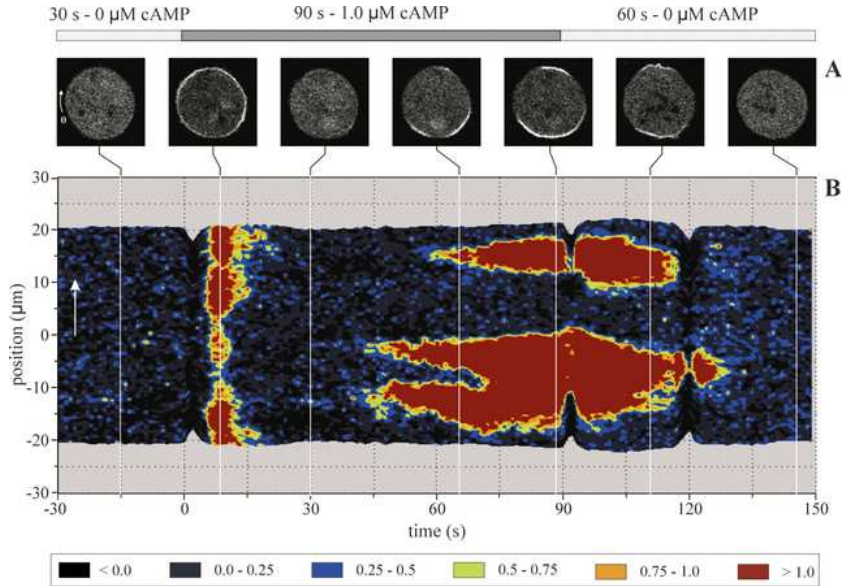 30 s - 0 µM cAMP 90 s - 1.0 µM cAMP 60 s - 0 µM cAMP
A
0
B
30
20
10
0
-10
-20
-30
position (µm)
-30 0 30 60 90 120 150
time (s)
< 0.0 0.0 - 0.25 0.25 - 0.5 0.5 - 0.75 0.75 - 1.0 > 1.0